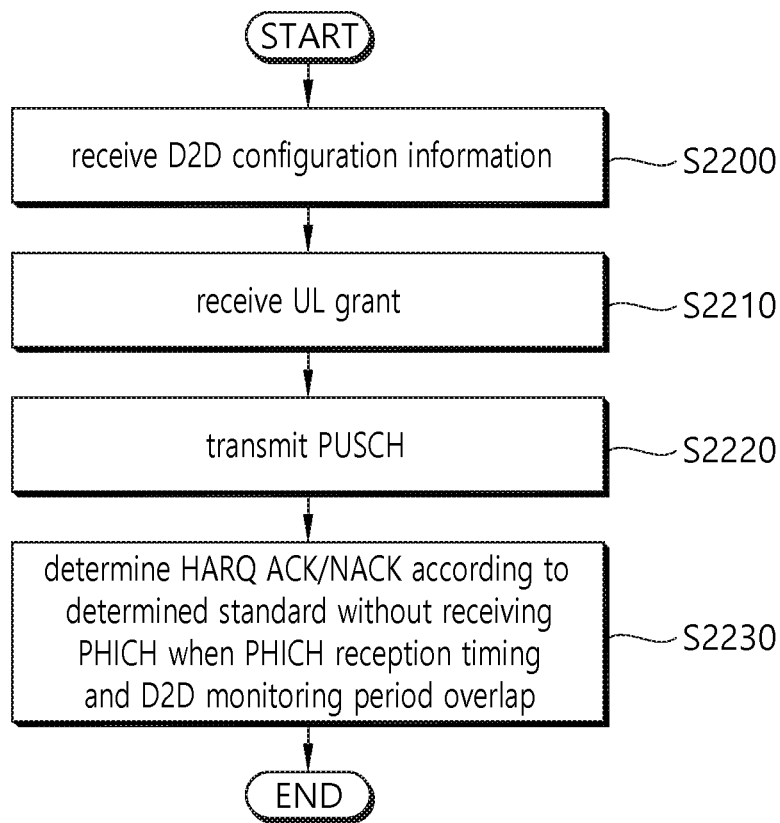 START
receive D2D configuration information
S2200
receive UL grant
S2210
transmit PUSCH
S2220
determine HARQ ACK/NACK according to
determined standard without receiving
PHICH when PHICH reception timing
and D2D monitoring period overlap
S2230
END